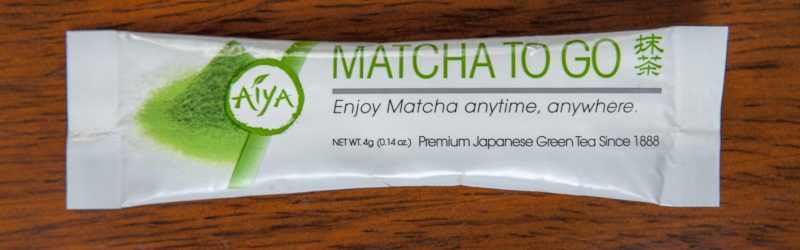 AiYA
MATCHA TO GO 抹茶
Enjoy Matcha anytime, anywhere.
NET WT. 4g (0.14 oz.) Premium Japanese Green Tea Since 1888